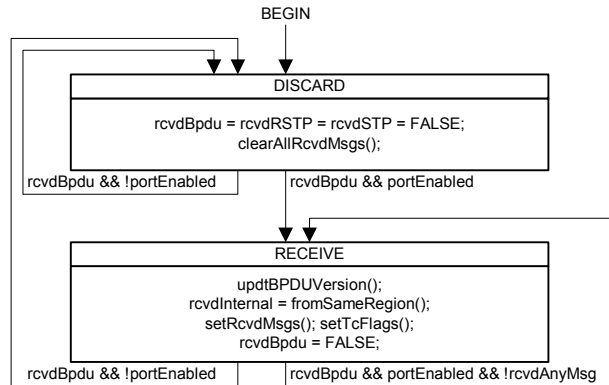 BEGIN
DISCARD
rcvdBpdu = rcvdRSTP = rcvdSTP = FALSE;
clearAllRcvdMsgs();
rcvdBpdu && !portEnabled
rcvdBpdu && portEnabled
RECEIVE
updtBPDUVersion();
rcvdInternal = fromSameRegion();
setRcvdMsgs(); setTcFlags();
rcvdBpdu = FALSE;
rcvdBpdu && !portEnabled
rcvdBpdu && portEnabled && !rcvdAnyMsg